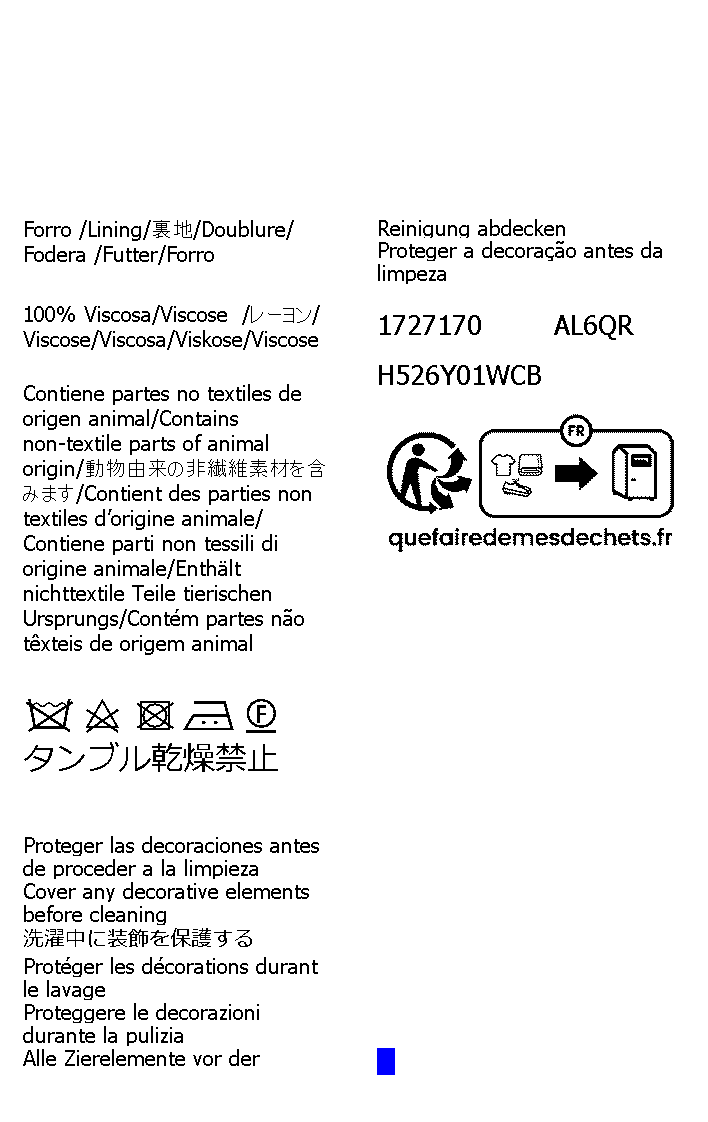 Forro /Lining/裏地/Doublure/
Fodera /Futter/Forro
100% Viscosa/Viscose /レーヨン/
Viscose/Viscosa/Viskose/Viscose
Contiene partes no textiles de
origen animal/Contains
non-textile parts of animal
origin/動物由来の非繊維素材を含
みます/Contient des parties non
textiles d'origine animale/
Contiene parti non tessili di
origine animale/Enthält
nichttextile Teile tierischen
Ursprungs/Contém partes não
têxteis de origem animal
F
タンブル乾燥禁止
Proteger las decoraciones antes
de proceder a la limpieza
Cover any decorative elements
before cleaning
洗濯中に装飾を保護する
Protéger les décorations durant
le lavage
Proteggere le decorazioni
durante la pulizia
Alle Zierelemente vor der
Reinigung abdecken
Proteger a decoração antes da
limpeza
1727170 AL6QR
H526Y01WCB
FR
quefairedemesdechets.fr